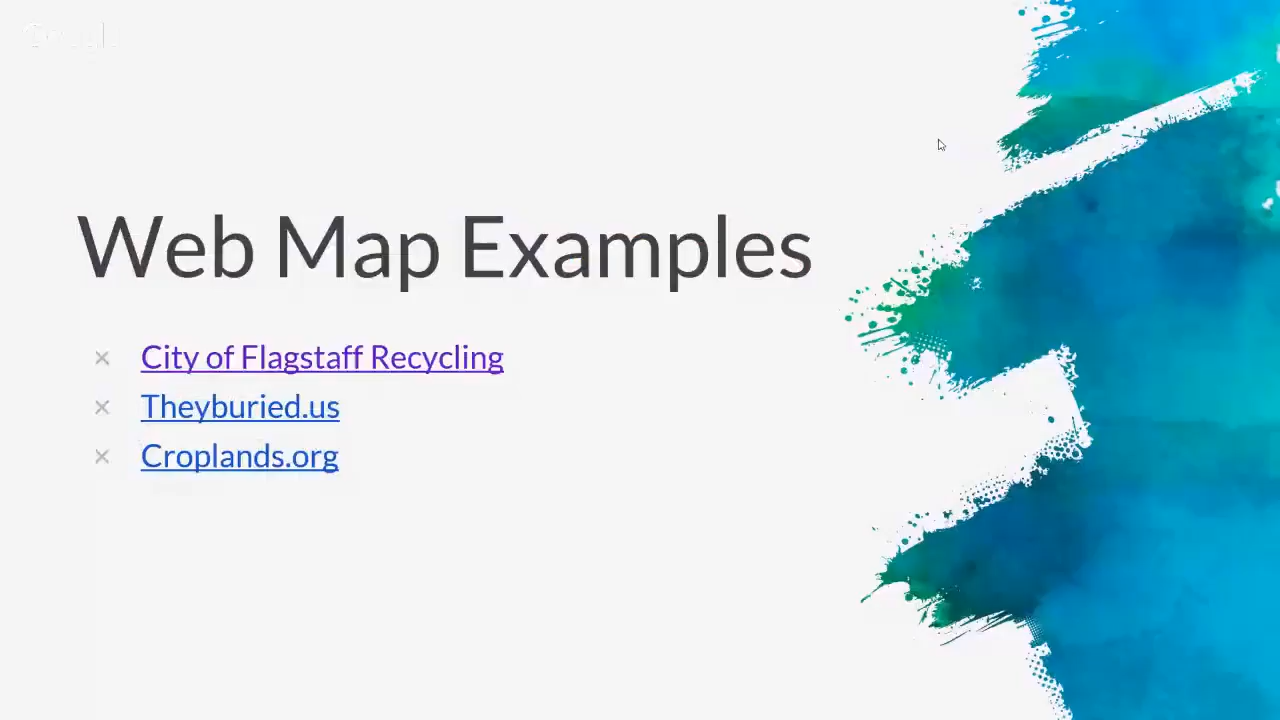 Web Map Examples
City of Flagstaff Recycling
Theyburied.us
Croplands.org